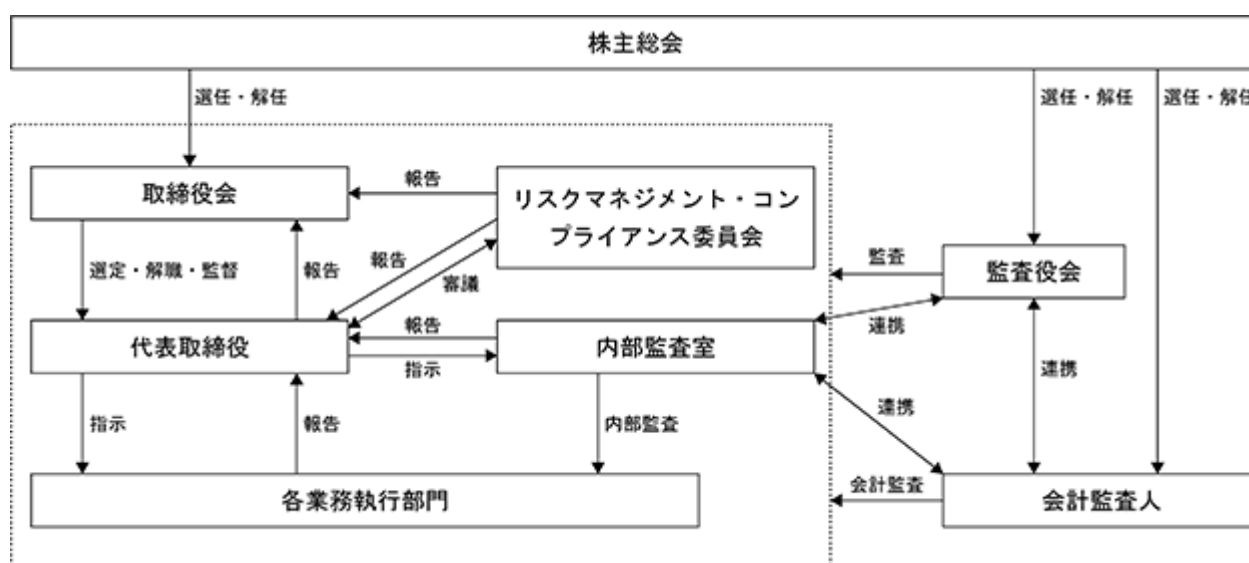 株主総会
選任・解任
選任・解任
選任・解任
取締役会
報告
リスクマネジメント・コン
プライアンス委員会
選定・解職・監督
報告
報告
審議
監査
監査役会
連携
代表取締役
報告
指示
内部監査室
連携
連携
指示
報告
内部監査
各業務執行部門
会計監査
会計監査人